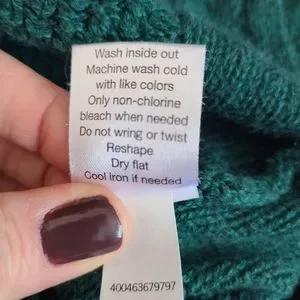 Wash inside out
Machine wash cold
with like colors
Only non-chlorine
bleach when needed
Do not wring or twist
Reshape
Dry flat
Cool iron if needed
400463679797